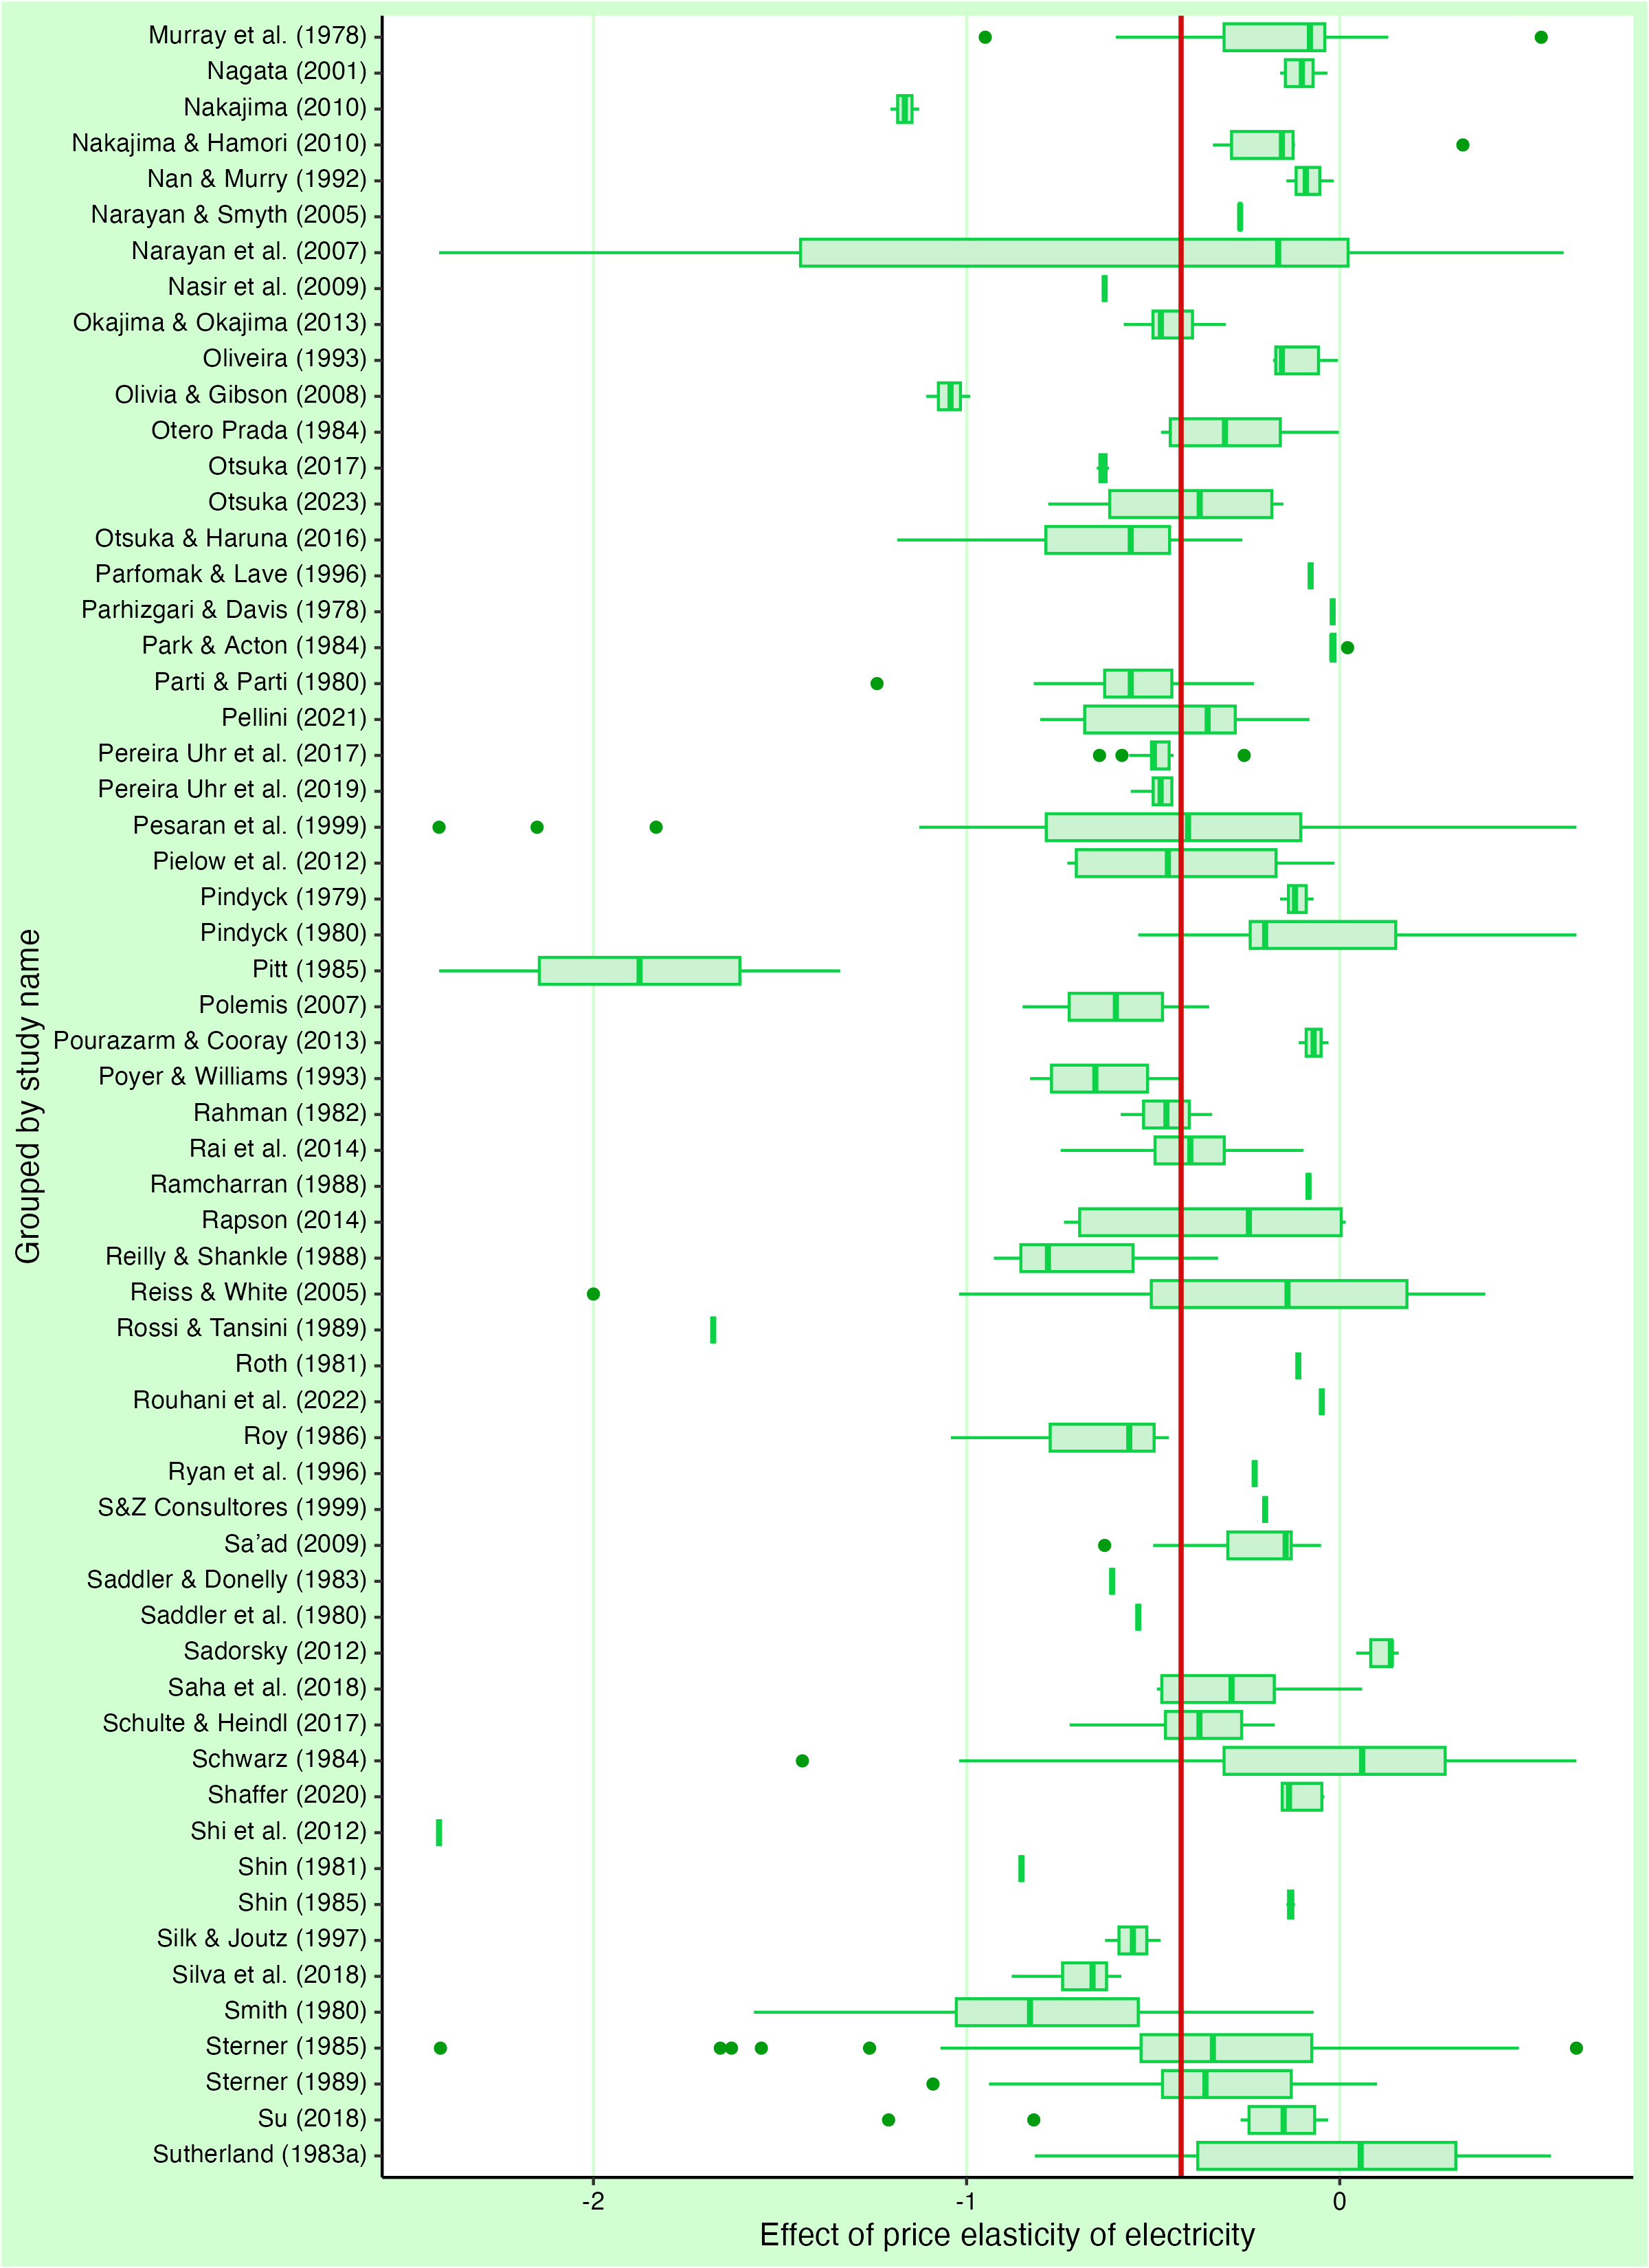 Murray et al. (1978)
Nagata (2001)
Nakajima (2010)
Nakajima & Hamori (2010)
Nan & Murry (1992)
Narayan & Smyth (2005)
Narayan et al. (2007)
Nasir et al. (2009)
Okajima & Okajima (2013)
Oliveira (1993)
Olivia & Gibson (2008)
Otero Prada (1984)
Otsuka (2017)
Otsuka (2023)
Otsuka & Haruna (2016)
Parfomak & Lave (1996)
Parhizgari & Davis (1978)
Park & Acton (1984)
Parti & Parti (1980)
Pellini (2021)
Pereira Uhr et al. (2017)
Pereira Uhr et al. (2019)
Pesaran et al. (1999)
Pielow et al. (2012)
Pindyck (1979)
Pindyck (1980)
Pitt (1985)
Polemis (2007)
Pourazarm & Cooray (2013)
Poyer & Williams (1993)
Rahman (1982)
Rai et al. (2014)
Ramcharran (1988)
Rapson (2014)
Reilly & Shankle (1988)
Reiss & White (2005)
Rossi & Tansini (1989)
Roth (1981)
Rouhani et al. (2022)
Roy (1986)
Ryan et al. (1996)
S&Z Consultores (1999)
Sa’ad (2009)
Saddler & Donelly (1983)
Saddler et al. (1980)
Sadorsky (2012)
Saha et al. (2018)
Schulte & Heindl (2017)
Schwarz (1984)
Shaffer (2020)
Shi et al. (2012)
Shin (1981)
Shin (1985)
Silk & Joutz (1997)
Silva et al. (2018)
Smith (1980)
Sterner (1985)
Sterner (1989)
Su (2018)
Sutherland (1983a)
Grouped by study name
-2 -1 0
Effect of price elasticity of electricity